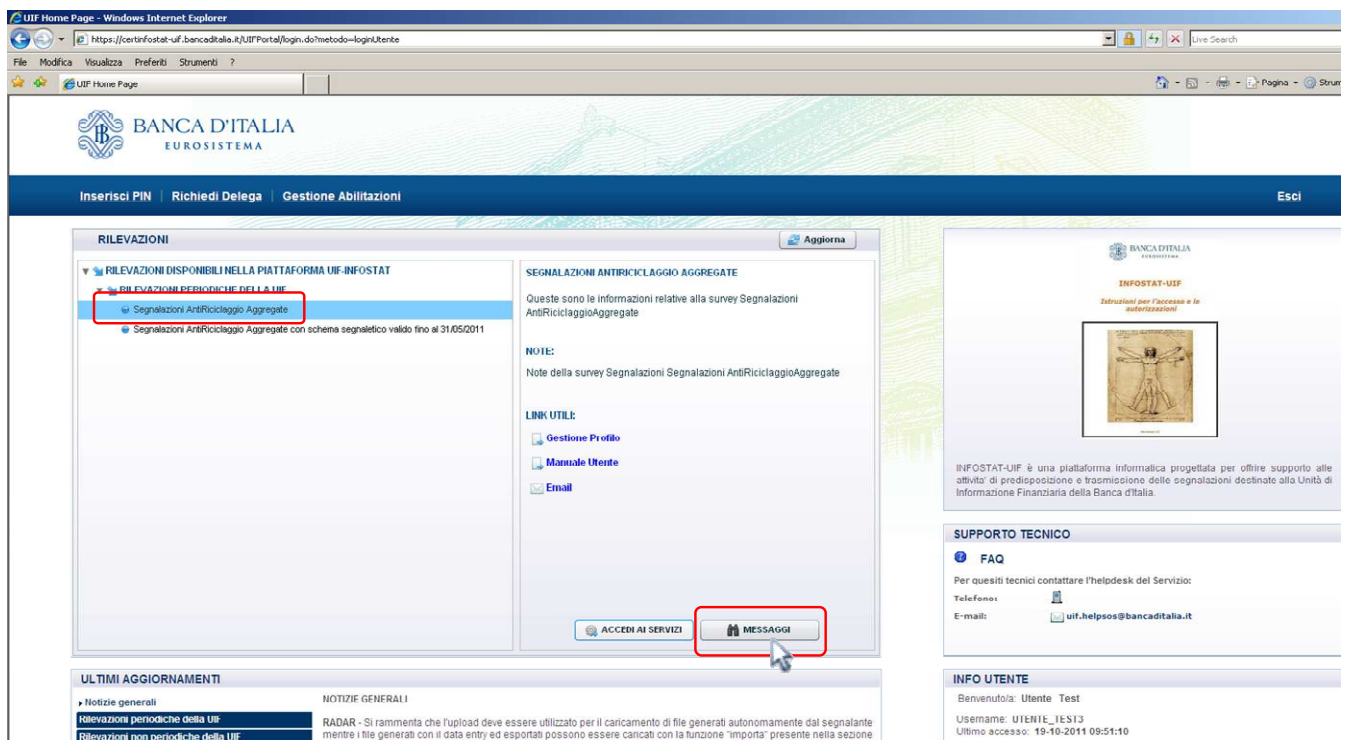 UIF Home Page - Windows Internet Explorer
https://certinfostat-uif.bancaditalia.it/UIFPortal/login.do?metodo=loginUtente
Live Search
File Modifica Visualizza Preferiti Strumenti ?
UIF Home Page
Pagina
Strum
BANCA D'ITALIA
EUROSISTEMA
Inserisci PIN | Richiedi Delega | Gestione Abilitazioni
Esci
RILEVAZIONI
Aggiorna
RILEVAZIONI DISPONIBILI NELLA PIATTAFORMA UIF-INFOSTAT
RILEVAZIONI PERIODICHE DELLA UIF
Segnalazioni AntiRiciclaggio Aggregate
Segnalazioni AntiRiciclaggio Aggregate con schema segnaletico valido fino al 31/05/2011
SEGNALAZIONI ANTIRICICLAGGIO AGGREGATE
Queste sono le informazioni relative alla survey Segnalazioni
AntiRiciclaggioAggregate
NOTE:
Note della survey Segnalazioni Segnalazioni AntiRiciclaggioAggregate
LINK UTILI:
Gestione Profilo
Manuale Utente
Email
ACCEDI AI SERVIZI
MESSAGGI
BANCA D'ITALIA
EUROSISTEMA
INFOSTAT-UIF
Istruzioni per l'accesso e le
autorizzazioni
INFOSTAT-UIF è una piattaforma informatica progettata per offrire supporto alle
attivita' di predisposizione e trasmissione delle segnalazioni destinate alla Unità di
Informazione Finanziaria della Banca d'Italia.
SUPPORTO TECNICO
FAQ
Per quesiti tecnici contattare l'helpdesk del Servizio:
Telefono:
E-mail: uif.helpsos@bancaditalia.it
ULTIMI AGGIORNAMENTI
Notizie generali
Rilevazioni periodiche della UIF
Rilevazioni non periodiche della UIF
NOTIZIE GENERALI
RADAR - Si rammenta che l'upload deve essere utilizzato per il caricamento di file generati autonomamente dal segnalante
mentre i file generati con il data entry ed esportati possono essere caricati con la funzione "importa" presente nella sezione
INFO UTENTE
Benvenuto/a: Utente Test
Username: UTENTE_TEST3
Ultimo accesso: 19-10-2011 09:51:10